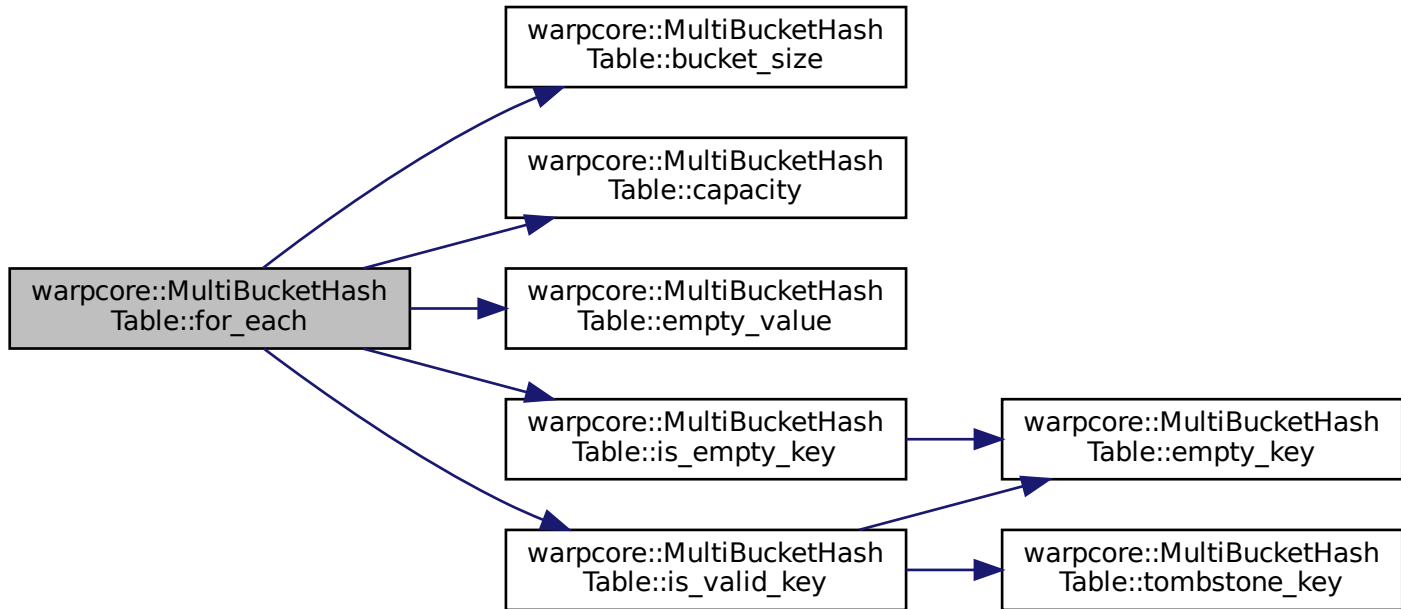 warpcore::MultiBucketHash
Table::bucket_size
warpcore::MultiBucketHash
Table::capacity
warpcore::MultiBucketHash
Table::for_each
warpcore::MultiBucketHash
Table::empty_value
warpcore::MultiBucketHash
Table::is_empty_key
warpcore::MultiBucketHash
Table::empty_key
warpcore::MultiBucketHash
Table::is_valid_key
warpcore::MultiBucketHash
Table::tombstone_key